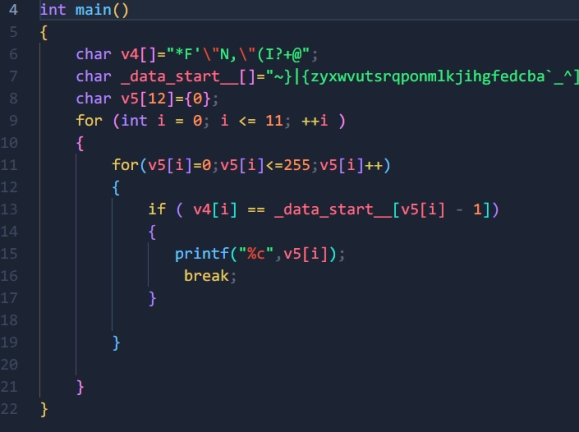 4 int main()
5 {
6 char v4[]="*F'\"N,\"(I?+@";
7 char _data_start__[]="~}|{zyxwvutsrqponmlkjihgfedcba`_^]
8 char v5[12]={0};
9 for (int i = 0; i <= 11; ++i )
10 {
11 for(v5[i]=0;v5[i]<=255;v5[i]++)
12 {
13 if ( v4[i] == _data_start__[v5[i] - 1])
14 {
15 printf("%c",v5[i]);
16 break;
17 }
18
19 }
20
21 }
22 }